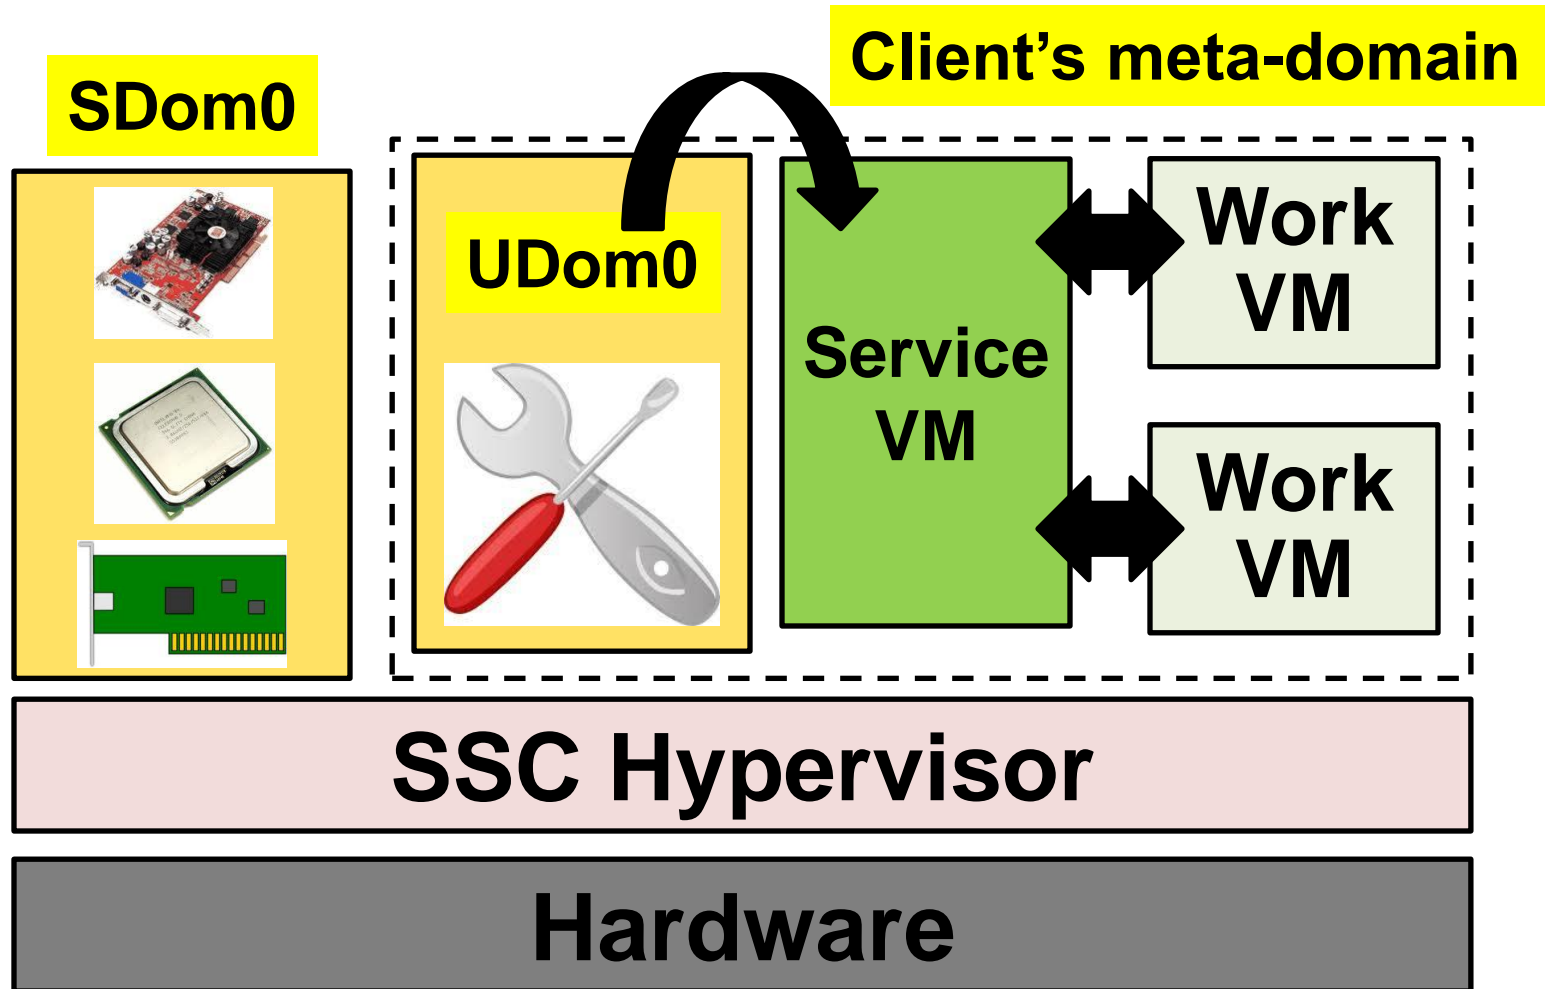 Client’s meta-domain
SDom0
UDom0
Service
VM
Work
VM
Work
VM
SSC Hypervisor
Hardware